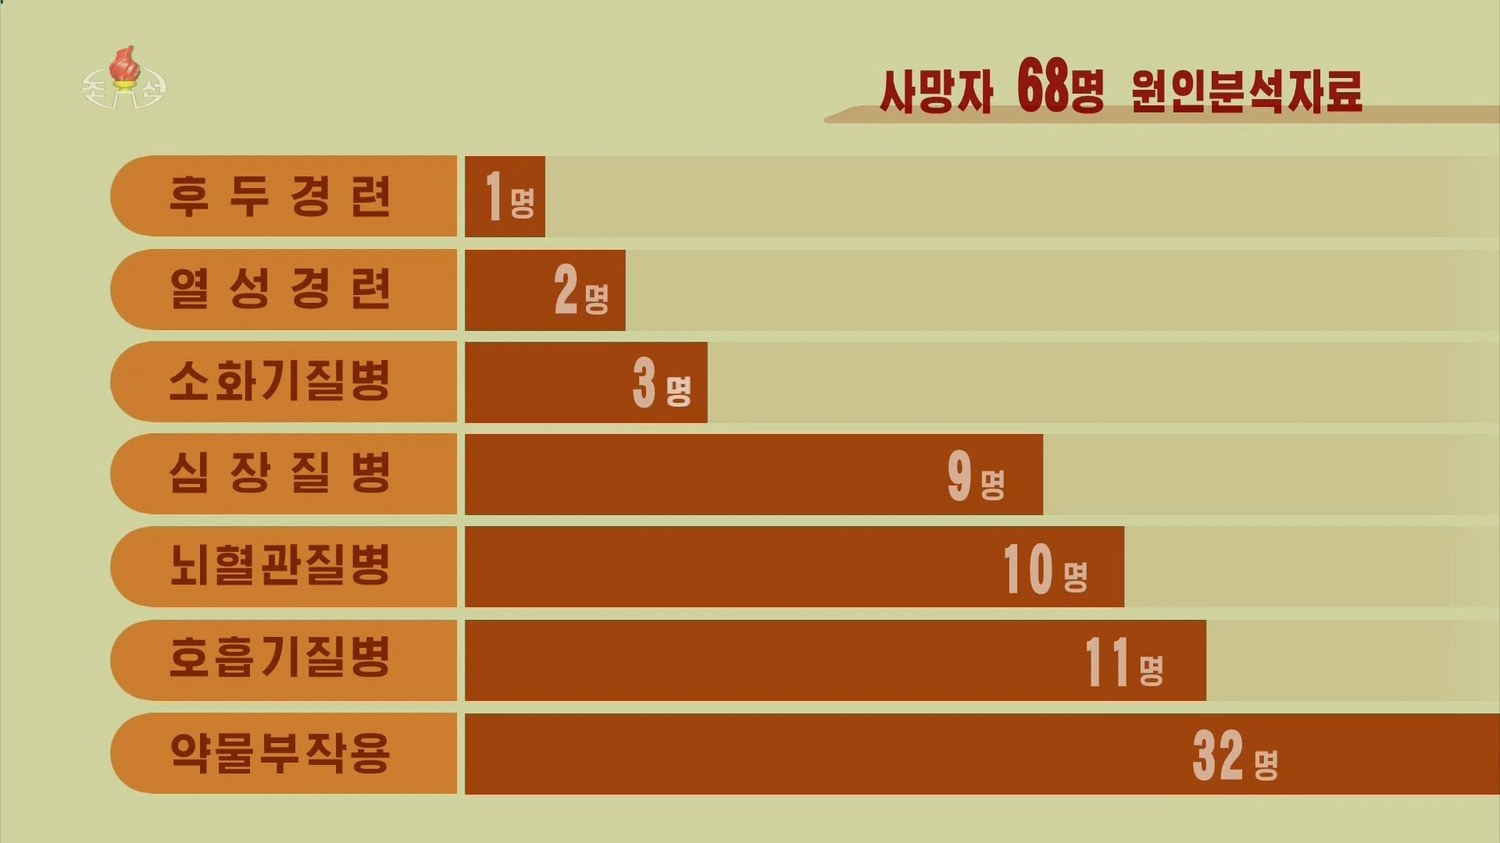 조선
사망자 68명 원인분석자료
후두경련 1명
열성경련 2명
소화기질병 3명
심장질병 9명
뇌혈관질병 10명
호흡기질병 11명
약물부작용 32명